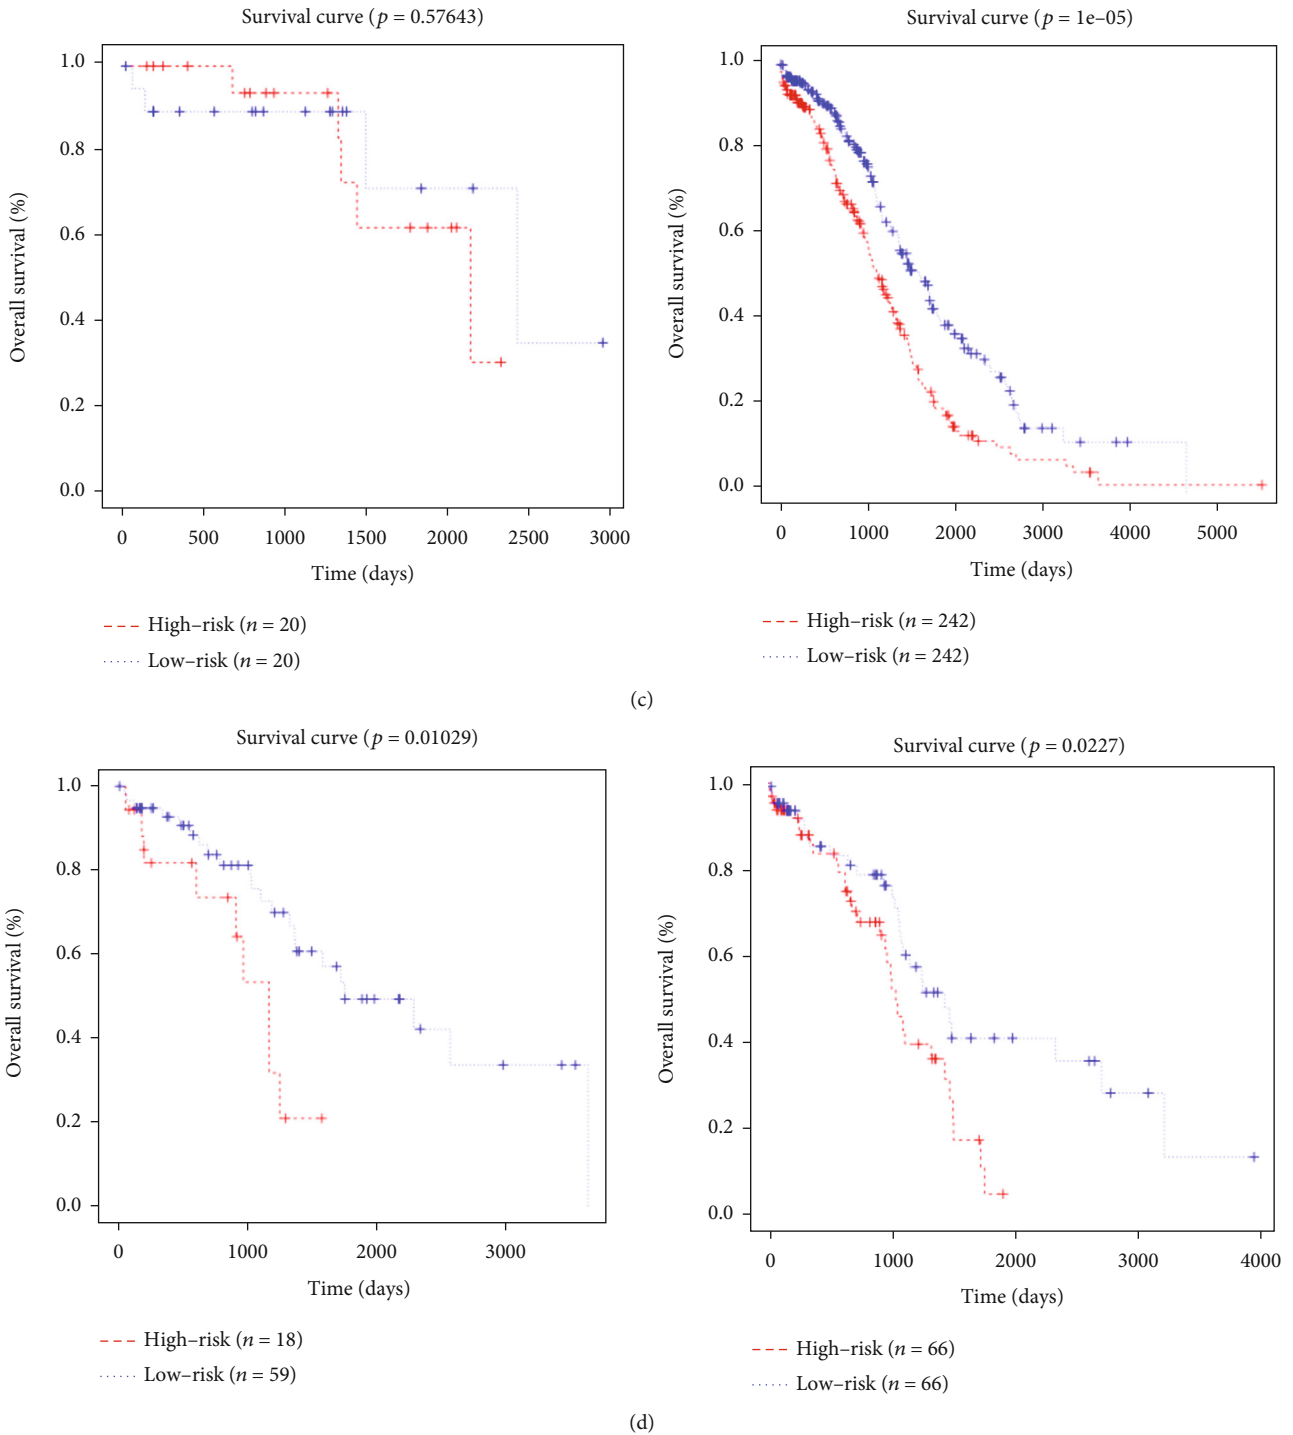 Survival curve (p = 0.57643)
Overall survival (%)
1.0
0.8
0.6
0.4
0.2
0.0
0 500 1000 1500 2000 2500 3000
Time (days)
High–risk (n = 20)
Low–risk (n = 20)
Survival curve (p = 1e–05)
Overall survival (%)
1.0
0.8
0.6
0.4
0.2
0.0
0 1000 2000 3000 4000 5000
Time (days)
High–risk (n = 242)
Low–risk (n = 242)
(c)
Survival curve (p = 0.01029)
Overall survival (%)
1.0
0.8
0.6
0.4
0.2
0.0
0 1000 2000 3000
Time (days)
High–risk (n = 18)
Low–risk (n = 59)
Survival curve (p = 0.0227)
Overall survival (%)
1.0
0.8
0.6
0.4
0.2
0.0
0 1000 2000 3000 4000
Time (days)
High–risk (n = 66)
Low–risk (n = 66)
(d)